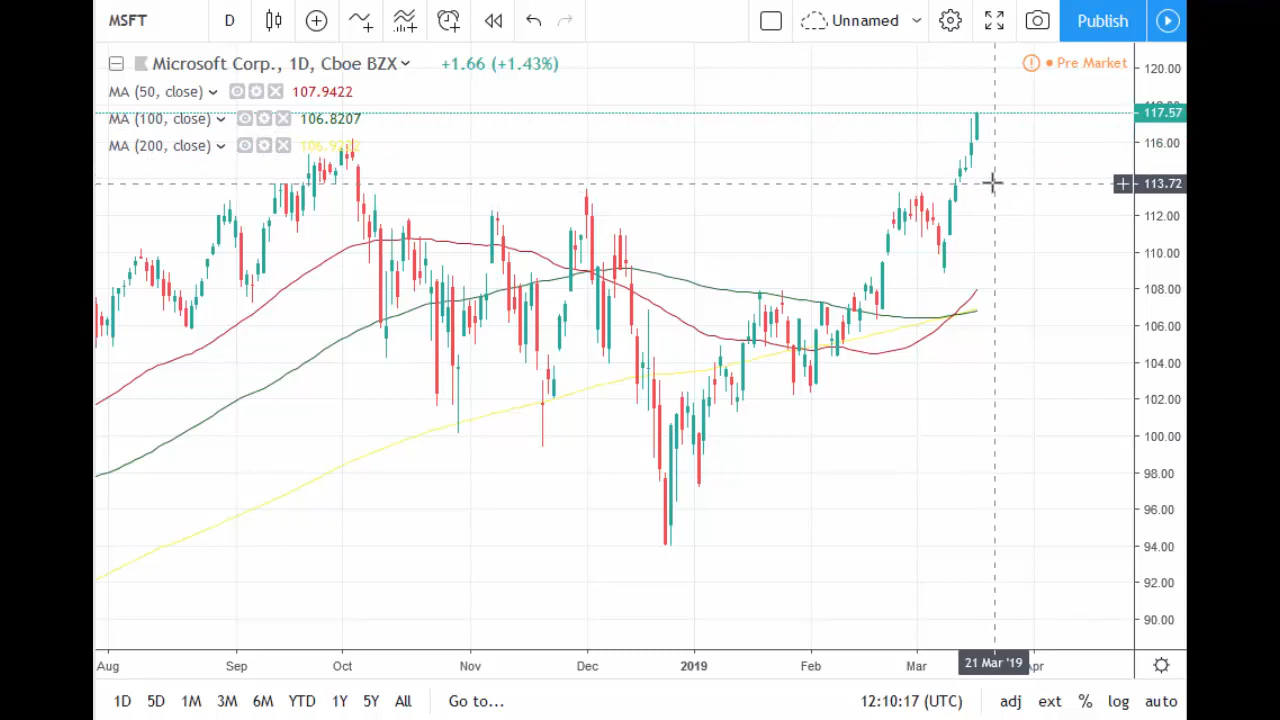 MSFT D Unnamed Publish
Microsoft Corp., 1D, Cboe BZX +1.66 (+1.43%) Pre Market
MA (50, close) 107.9422
MA (100, close) 106.8207
MA (200, close)
120.00
117.57
116.00
113.72
112.00
110.00
108.00
106.00
104.00
102.00
100.00
98.00
96.00
94.00
92.00
90.00
Aug Sep Oct Nov Dec 2019 Feb Mar 21 Mar '19 Apr
1D 5D 1M 3M 6M YTD 1Y 5Y All Go to... 12:10:17 (UTC) adj ext % log auto